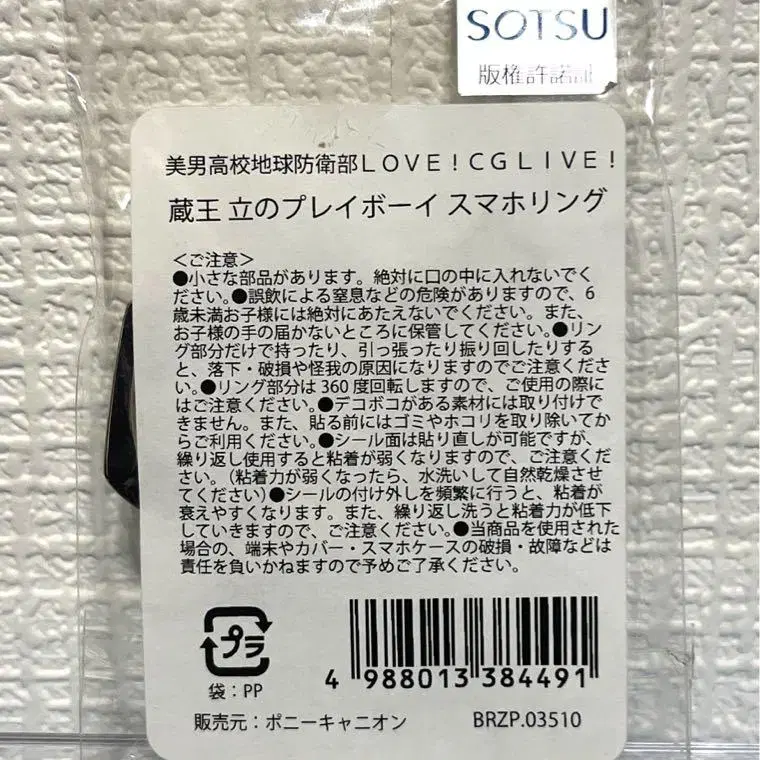 SOTSU
版権許諾証
美男高校地球防衛部LOVE!CGLIVE!
蔵王 立のプレイボーイ スマホリング
<ご注意>
●小さな部品があります。絶対に口の中に入れないでく
ださい。●誤飲による窒息などの危険がありますので、6
歳未満お子様には絶対にあたえないでください。また、
お子様の手の届かないところに保管してください。●リン
グ部分だけで持ったり、引っ張ったり振り回したりする
と、落下・破損や怪我の原因になりますのでご注意くださ
い。●リング部分は360度回転しますので、ご使用の際に
はご注意ください。●デコボコがある素材には取り付けで
きません。また、貼る前にはゴミやホコリを取り除いてか
らご利用ください。●シール面は貼り直しが可能ですが、
繰り返し使用すると粘着が弱くなりますので、ご注意くだ
さい。（粘着力が弱くなったら、水洗いして自然乾燥させ
てください）●シールの付け外しを頻繁に行うと、粘着が
衰えやすくなります。また、繰り返し洗うと粘着力が低下
していきますので、ご注意ください。●当商品を使用された
場合の、端末やカバー・スマホケースの破損・故障などは
責任を負いかねますので予めご了承ください。
プラ
袋：PP
4 988013 384491
販売元：ポニーキャニオン BRZP.03510